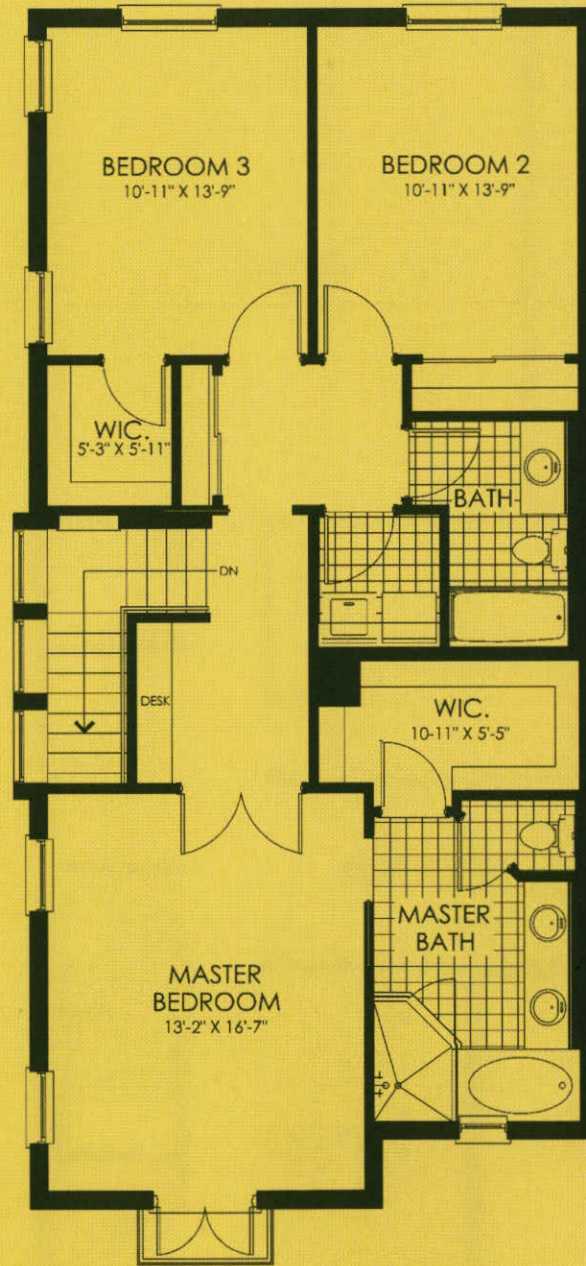 BEDROOM 3
10'-11" X 13'-9"
BEDROOM 2
10'-11" X 13'-9"
WIC.
5'-3" X 5'-11"
BATH
DN
DESK
WIC.
10'-11" X 5'-5"
MASTER
BATH
MASTER
BEDROOM
13'-2" X 16'-7"